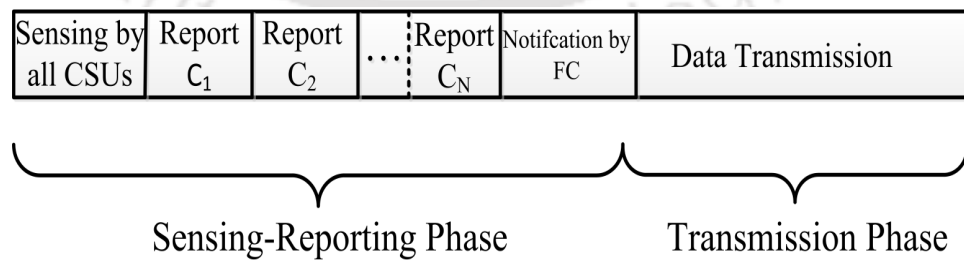 Sensing by
all CSUs
Report
C1
Report
C2
...
Report
CN
Notifcation by
FC
Data Transmission
Sensing-Reporting Phase
Transmission Phase